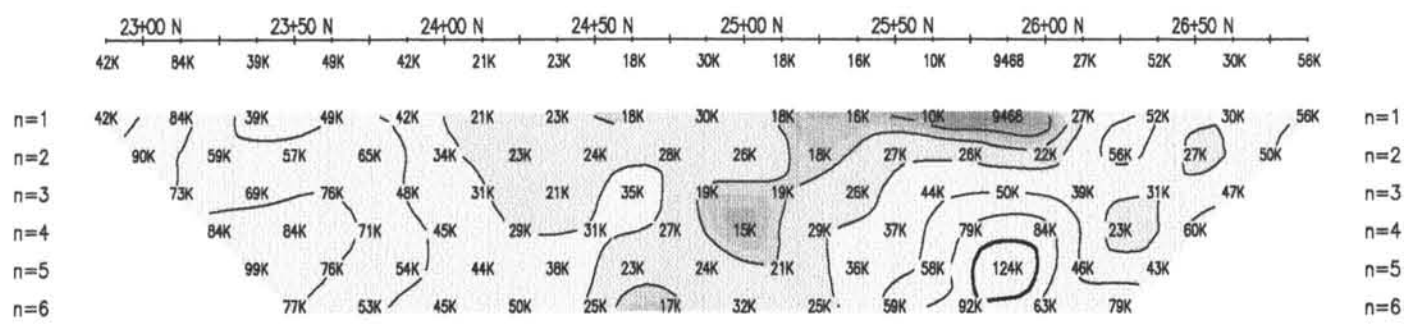 23+00 N 23+50 N 24+00 N 24+50 N 25+00 N 25+50 N 26+00 N 26+50 N
42K 84K 39K 49K 42K 21K 23K 18K 30K 18K 16K 10K 9468 27K 52K 30K 56K
n=1 42K 84K 39K 49K 42K 21K 23K 18K 30K 18K 16K 10K 9468 27K 52K 30K 56K n=1
n=2 90K 59K 57K 65K 34K 23K 24K 28K 26K 18K 27K 26K 22K 56K 27K 50K n=2
n=3 73K 69K 76K 48K 31K 21K 35K 19K 19K 26K 44K 50K 39K 31K 47K n=3
n=4 84K 84K 71K 45K 29K 31K 27K 15K 29K 37K 79K 84K 23K 60K n=4
n=5 99K 76K 54K 44K 38K 23K 24K 21K 36K 58K 124K 46K 43K n=5
n=6 77K 53K 45K 50K 25K 17K 32K 25K 59K 92K 63K 79K n=6